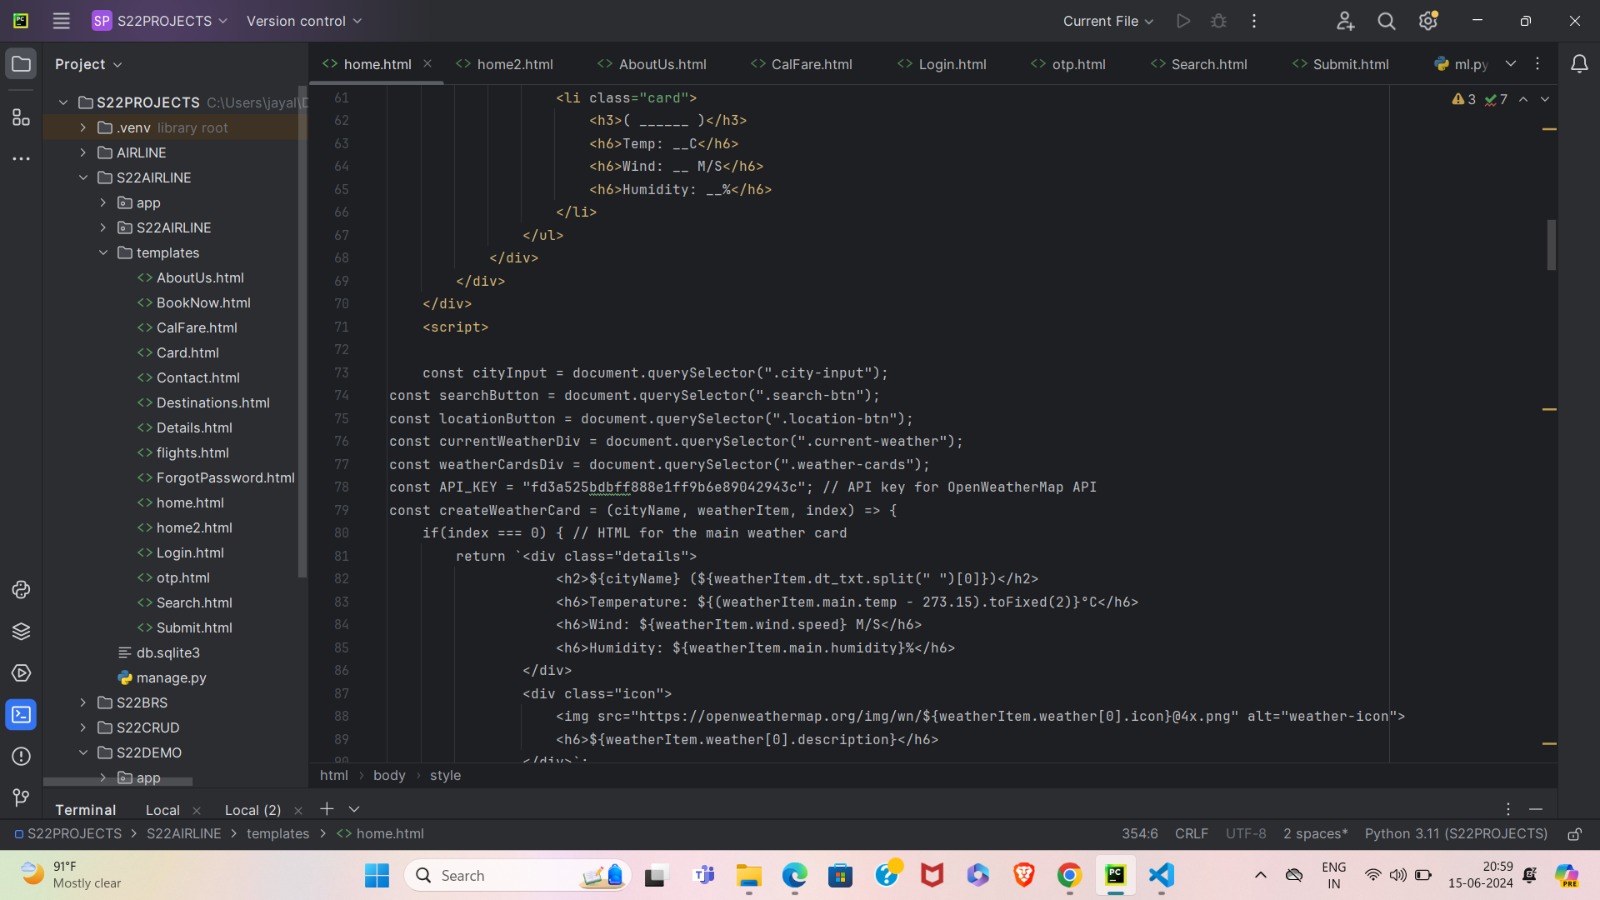 PC
SP S22PROJECTS
Version control
Current File
Project
home.html
home2.html
AboutUs.html
CalFare.html
Login.html
otp.html
Search.html
Submit.html
ml.py
S22PROJECTS C:\Users\jayal\D
.venv library root
AIRLINE
S22AIRLINE
app
S22AIRLINE
templates
AboutUs.html
BookNow.html
CalFare.html
Card.html
Contact.html
Destinations.html
Details.html
flights.html
ForgotPassword.html
home.html
home2.html
Login.html
otp.html
Search.html
Submit.html
db.sqlite3
manage.py
S22BRS
S22CRUD
S22DEMO
app
3 7
61 <li class="card">
62 <h3>( ______ )</h3>
63 <h6>Temp: __C</h6>
64 <h6>Wind: __ M/S</h6>
65 <h6>Humidity: __%</h6>
66 </li>
67 </ul>
68 </div>
69 </div>
70 </div>
71 <script>
72
73 const cityInput = document.querySelector(".city-input");
74 const searchButton = document.querySelector(".search-btn");
75 const locationButton = document.querySelector(".location-btn");
76 const currentWeatherDiv = document.querySelector(".current-weather");
77 const weatherCardsDiv = document.querySelector(".weather-cards");
78 const API_KEY = "fd3a525bdbff888e1ff9b6e89042943c"; // API key for OpenWeatherMap API
79 const createWeatherCard = (cityName, weatherItem, index) => {
80 if(index === 0) { // HTML for the main weather card
81 return `<div class="details">
82 <h2>${cityName} (${weatherItem.dt_txt.split(" ")[0]})</h2>
83 <h6>Temperature: ${(weatherItem.main.temp - 273.15).toFixed(2)}°C</h6>
84 <h6>Wind: ${weatherItem.wind.speed} M/S</h6>
85 <h6>Humidity: ${weatherItem.main.humidity}%</h6>
86 </div>
87 <div class="icon">
88 <img src="https://openweathermap.org/img/wn/${weatherItem.weather[0].icon}@4x.png" alt="weather-icon">
89 <h6>${weatherItem.weather[0].description}</h6>
90 </div>`;
html > body > style
Terminal
Local
Local (2)
S22PROJECTS > S22AIRLINE > templates > home.html
354:6
CRLF
UTF-8
2 spaces*
Python 3.11 (S22PROJECTS)
91°F
Mostly clear
Search
ENG
IN
20:59
15-06-2024
PRE